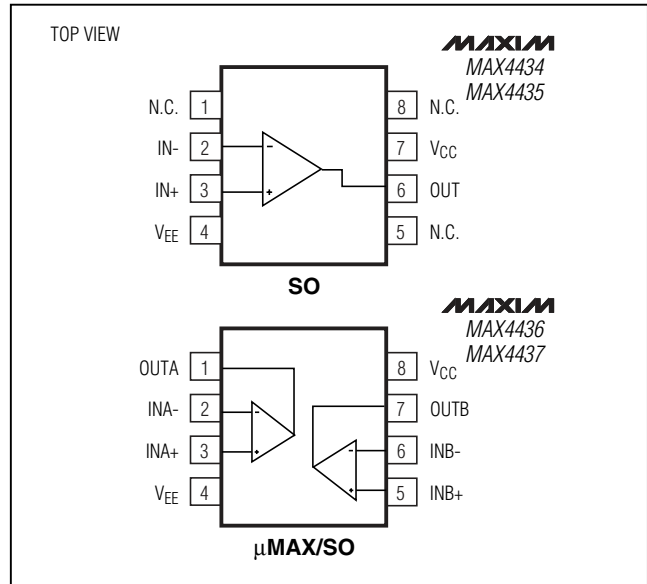 TOP VIEW
MAXIM
MAX4434
MAX4435
N.C. 1
IN- 2
IN+ 3
VEE 4
8 N.C.
7 VCC
6 OUT
5 N.C.
-
+
SO
MAXIM
MAX4436
MAX4437
OUTA 1
INA- 2
INA+ 3
VEE 4
8 VCC
7 OUTB
6 INB-
5 INB+
-
+
-
+
μMAX/SO